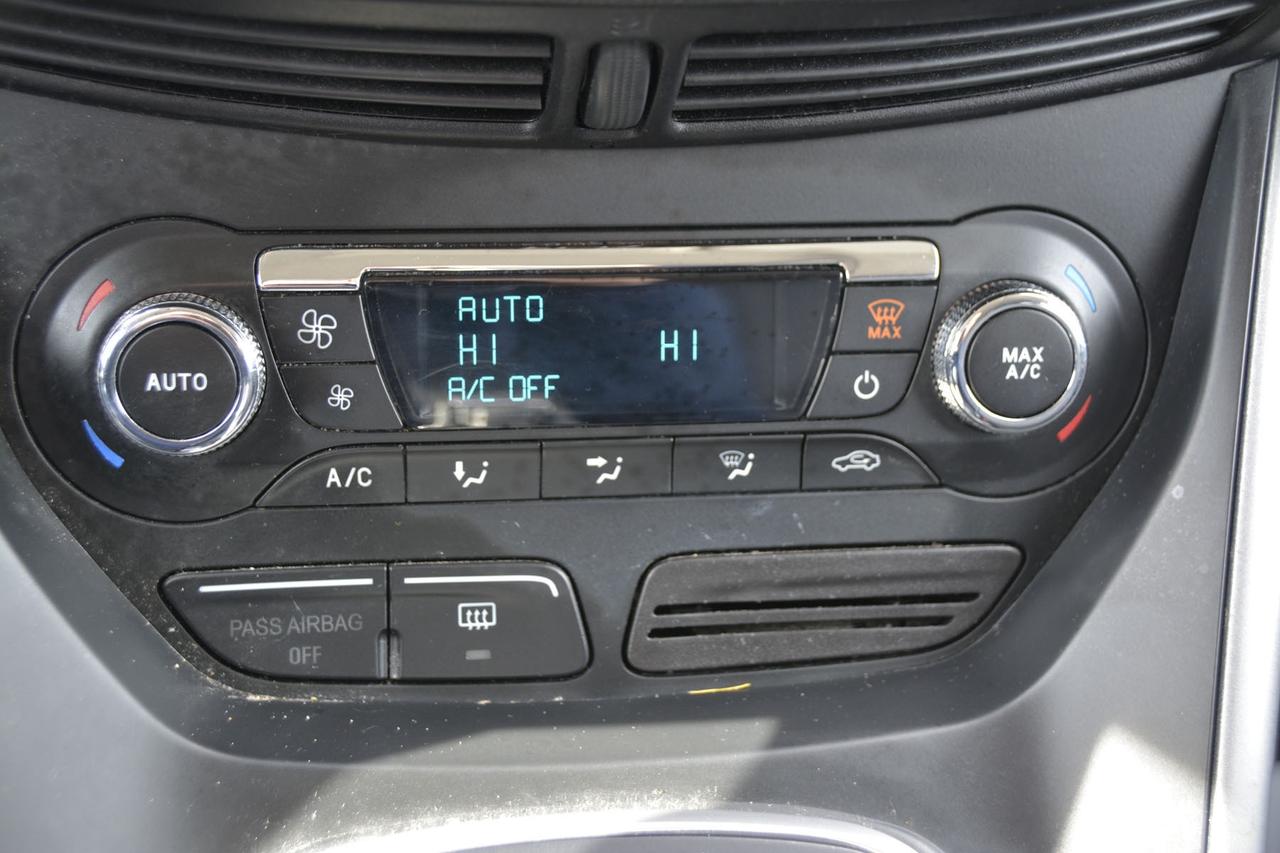 AUTO
HI HI
A/C OFF
AUTO
MAX
MAX
A/C
A/C
PASS AIRBAG
OFF